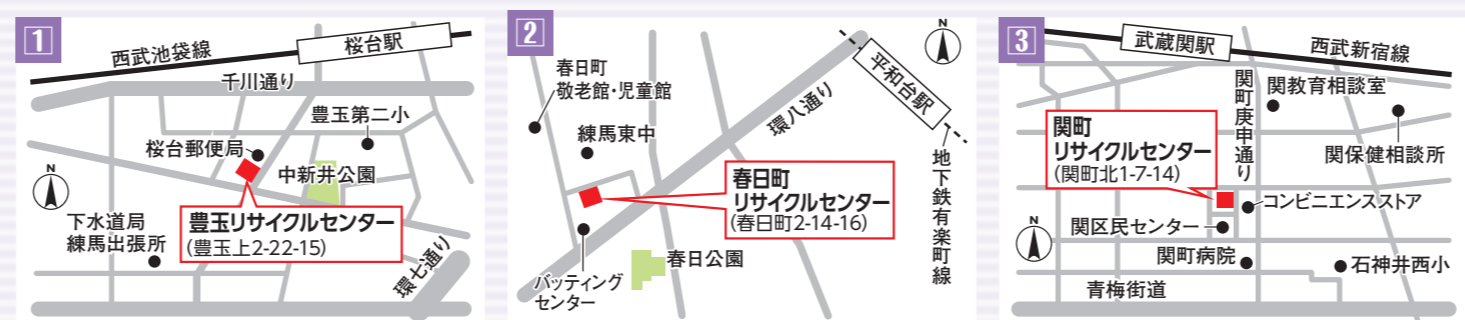 1
西武池袋線
桜台駅
千川通り
豊玉第二小
桜台郵便局
中新井公園
N
豊玉リサイクルセンター
(豊玉上2-22-15)
下水道局
練馬出張所
環七通り
2
春日町
敬老館・児童館
練馬東中
環八通り
平和台駅
N
地下鉄有楽町線
春日町
リサイクルセンター
(春日町2-14-16)
春日公園
バッティング
センター
3
武蔵関駅
西武新宿線
関町庚申通り
関教育相談室
関町
リサイクルセンター
(関町北1-7-14)
関保健相談所
コンビニエンスストア
関区民センター
N
関町病院
石神井西小
青梅街道